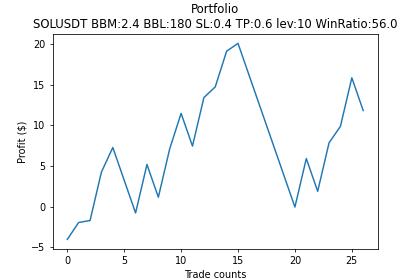 Portfolio
SOLUSDT BBM:2.4 BBL:180 SL:0.4 TP:0.6 lev:10 WinRatio:56.0
20
15
10
5
0
−5
Profit ($)
0 5 10 15 20 25
Trade counts